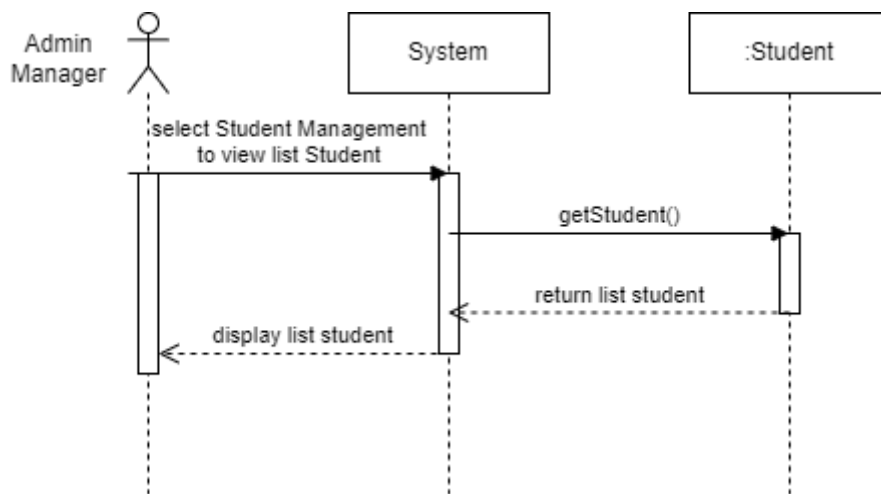 Admin
Manager
System
:Student
select Student Management
to view list Student
getStudent()
return list student
display list student